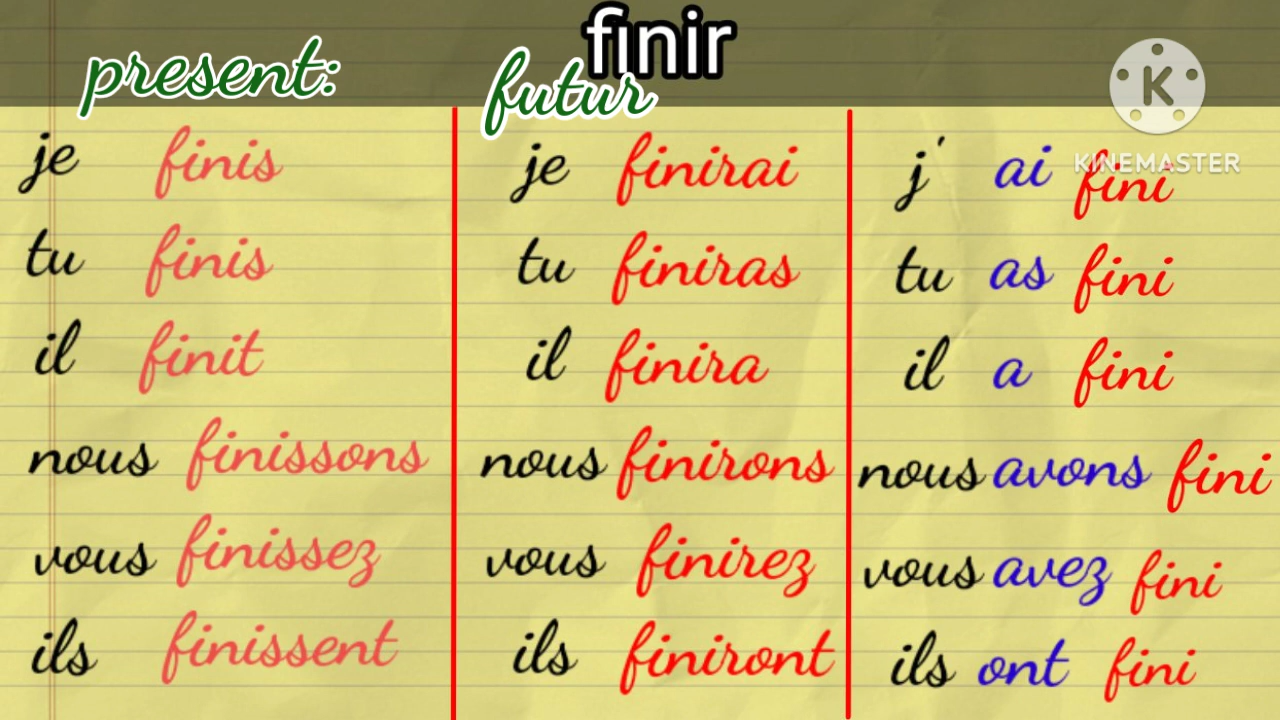 finir
present:
futur
K
KINEMASTER
je finis
tu finis
il finit
nous finissons
vous finissez
ils finissent
je finirai
tu finiras
il finira
nous finirons
vous finirez
ils finiront
j' ai fini
tu as fini
il a fini
nous avons fini
vous avez fini
ils ont fini